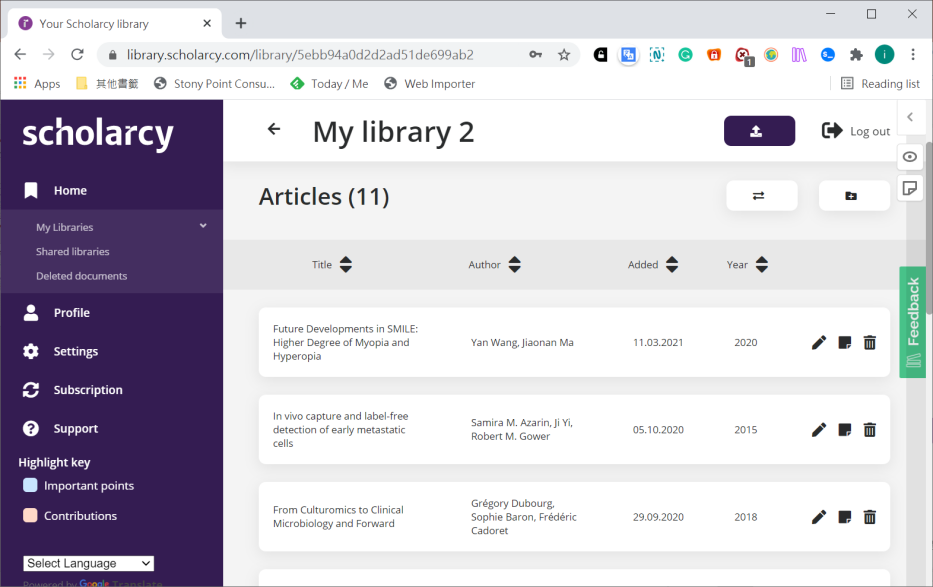 Your Scholarcy library
library.scholarcy.com/library/5ebb94a0d2d2ad51de699ab2
1
i
Apps
其他書籤
Stony Point Consu...
Today / Me
Web Importer
Reading list
scholarcy
My library 2
Log out
Home
My Libraries
Shared libraries
Deleted documents
Profile
Settings
Subscription
Support
Highlight key
Important points
Contributions
Select Language
Powered by Google Translate
Articles (11)
Title
Author
Added
Year
Future Developments in SMILE:
Higher Degree of Myopia and
Hyperopia
Yan Wang, Jiaonan Ma
11.03.2021
2020
In vivo capture and label-free
detection of early metastatic
cells
Samira M. Azarin, Ji Yi,
Robert M. Gower
05.10.2020
2015
From Culturomics to Clinical
Microbiology and Forward
Grégory Dubourg,
Sophie Baron, Frédéric
Cadoret
29.09.2020
2018
Feedback